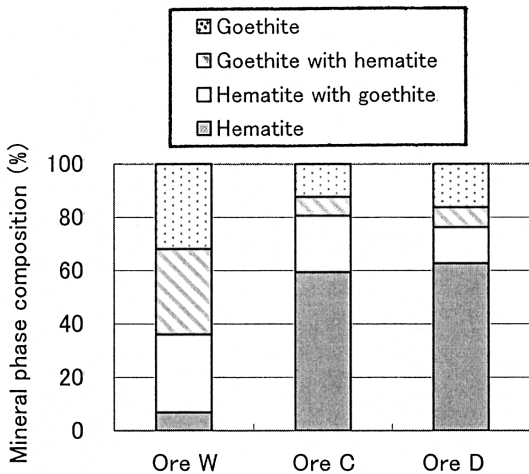 Goethite
Goethite with hematite
Hematite with goethite
Hematite
Mineral phase composition (%)
100
80
60
40
20
0
Ore W Ore C Ore D